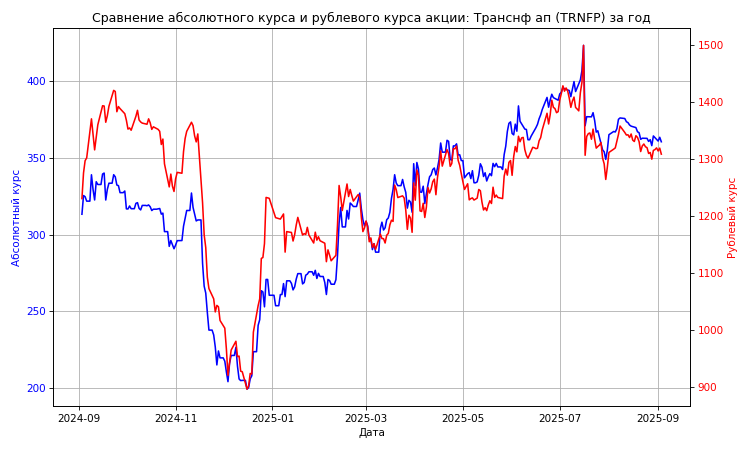 Сравнение абсолютного курса и рублевого курса акции: Транснф ап (TRNFP) за год
Абсолютный курс
400
350
300
250
200
1500
1400
1300
1200
1100
1000
900
Рублевый курс
2024-09 2024-11 2025-01 2025-03 2025-05 2025-07 2025-09
Дата